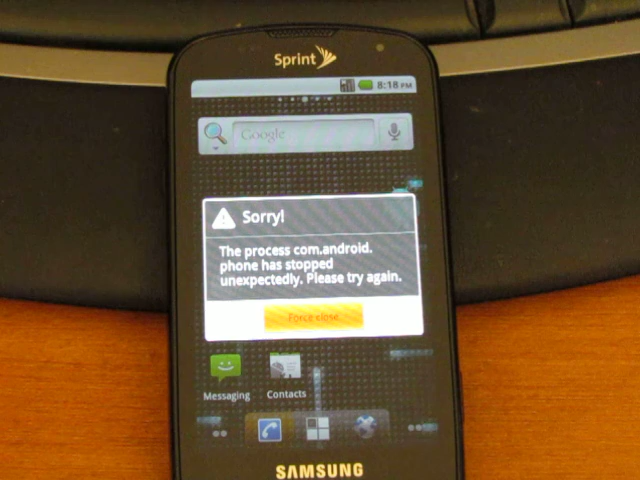 Sprint
8:18 PM
Google
Sorry!
The process com.android.
phone has stopped
unexpectedly. Please try again.
Force close
Messaging
Contacts
SAMSUNG